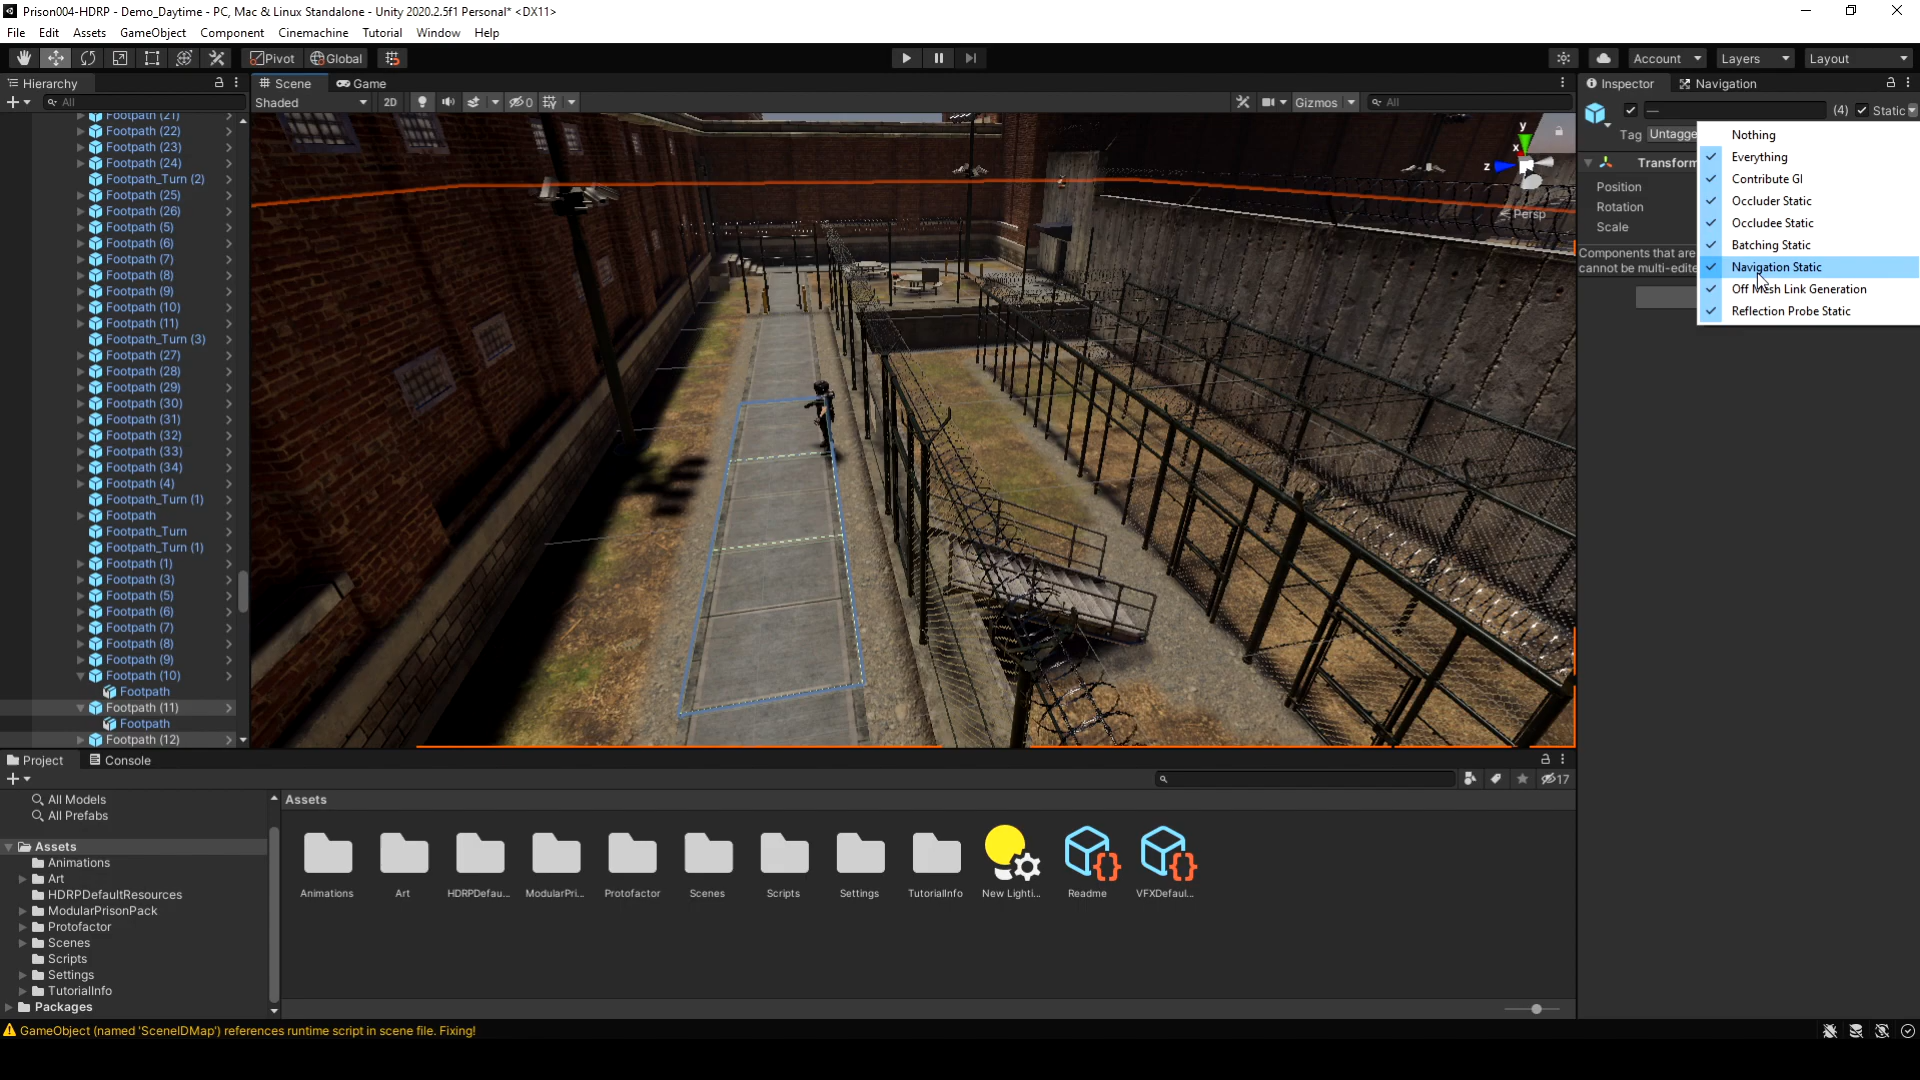 Prison004-HDRP - Demo_Daytime - PC, Mac & Linux Standalone - Unity 2020.2.5f1 Personal* <DX11>
File Edit Assets GameObject Component Cinemachine Tutorial Window Help
Pivot Global Account Layers Layout
Hierarchy Scene Game Inspector Navigation
All Shaded 2D 0 Gizmos All — (4) Static
Footpath (21)
Footpath (22)
Footpath (23)
Footpath (24)
Footpath_Turn (2)
Footpath (25)
Footpath (26)
Footpath (5)
Footpath (6)
Footpath (7)
Footpath (8)
Footpath (9)
Footpath (10)
Footpath (11)
Footpath_Turn (3)
Footpath (27)
Footpath (28)
Footpath (29)
Footpath (30)
Footpath (31)
Footpath (32)
Footpath (33)
Footpath (34)
Footpath (4)
Footpath_Turn (1)
Footpath
Footpath_Turn
Footpath_Turn (1)
Footpath (1)
Footpath (3)
Footpath (5)
Footpath (6)
Footpath (7)
Footpath (8)
Footpath (9)
Footpath (10)
Footpath
Footpath (11)
Footpath
Footpath (12)
y
x
z
Persp
Tag Untagge
Transform
Position
Rotation
Scale
Components that are
cannot be multi-edite
Nothing
Everything
Contribute GI
Occluder Static
Occludee Static
Batching Static
Navigation Static
Off Mesh Link Generation
Reflection Probe Static
Project Console
17
All Models
All Prefabs
Assets
Animations
Art
HDRPDefaultResources
ModularPrisonPack
Protofactor
Scenes
Scripts
Settings
TutorialInfo
Packages
Assets
Animations Art HDRPDefau... ModularPri... Protofactor Scenes Scripts Settings TutorialInfo New Lighti... Readme VFXDefaul...
GameObject (named 'SceneIDMap') references runtime script in scene file. Fixing!